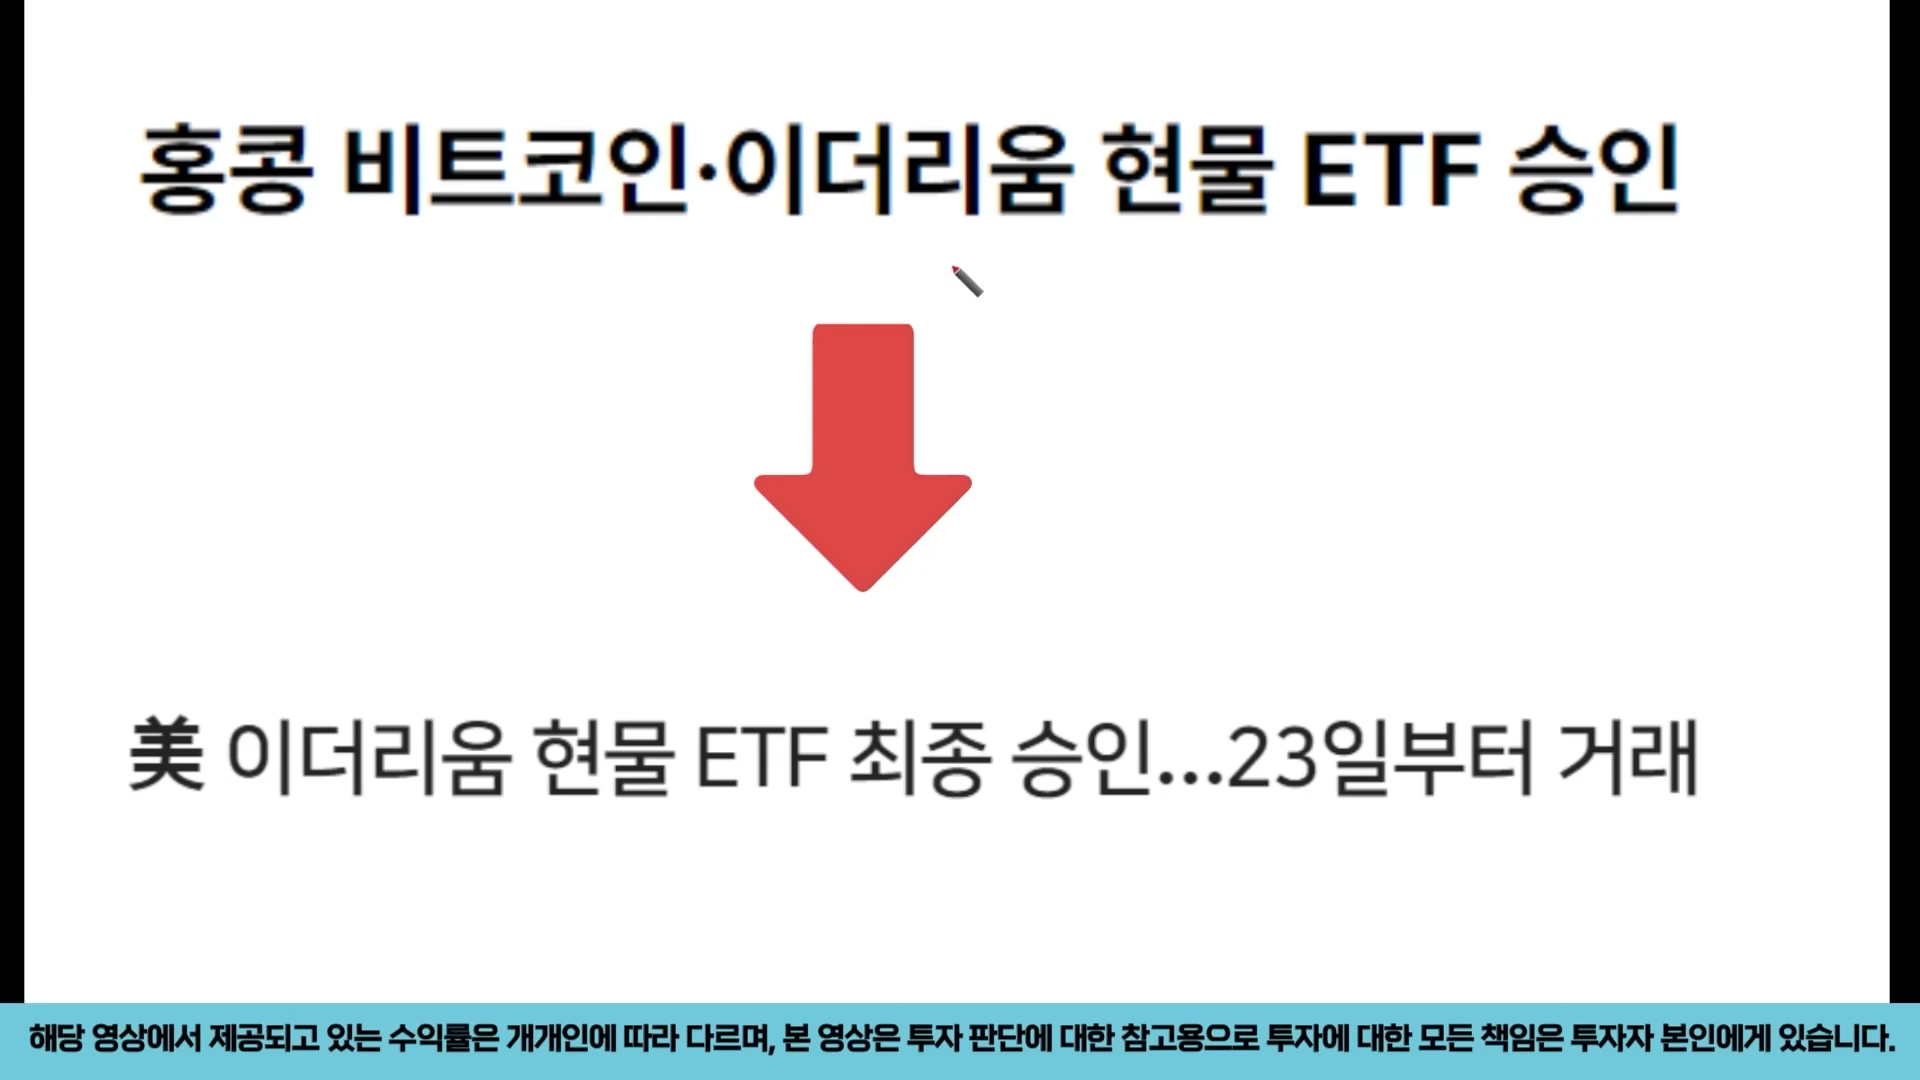 홍콩 비트코인·이더리움 현물 ETF 승인
美 이더리움 현물 ETF 최종 승인...23일부터 거래
해당 영상에서 제공되고 있는 수익률은 개개인에 따라 다르며, 본 영상은 투자 판단에 대한 참고용으로 투자에 대한 모든 책임은 투자자 본인에게 있습니다.